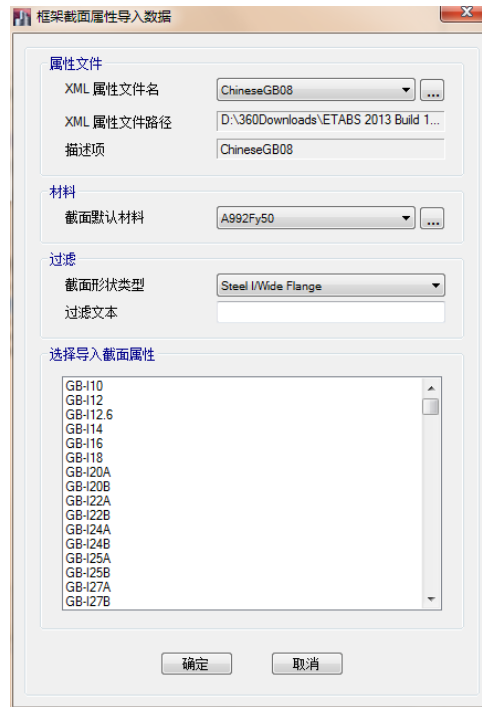 框架截面属性导入数据
属性文件
XML 属性文件名 ChineseGB08 ...
XML 属性文件路径 D:\360Downloads\ETABS 2013 Build 1...
描述项 ChineseGB08
材料
截面默认材料 A992Fy50 ...
过滤
截面形状类型 Steel I/Wide Flange
过滤文本
选择导入截面属性
GB-I10
GB-I12
GB-I12.6
GB-I14
GB-I16
GB-I18
GB-I20A
GB-I20B
GB-I22A
GB-I22B
GB-I24A
GB-I24B
GB-I25A
GB-I25B
GB-I27A
GB-I27B
确定 取消